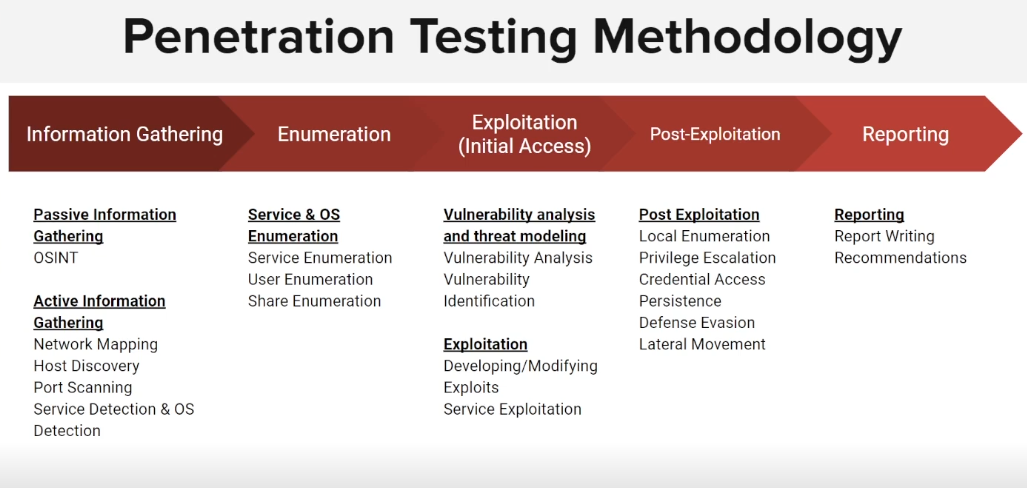 Penetration Testing Methodology
Information Gathering
Enumeration
Exploitation
(Initial Access)
Post-Exploitation
Reporting
Passive Information
Gathering
OSINT
Active Information
Gathering
Network Mapping
Host Discovery
Port Scanning
Service Detection & OS
Detection
Service & OS
Enumeration
Service Enumeration
User Enumeration
Share Enumeration
Vulnerability analysis
and threat modeling
Vulnerability Analysis
Vulnerability
Identification
Exploitation
Developing/Modifying
Exploits
Service Exploitation
Post Exploitation
Local Enumeration
Privilege Escalation
Credential Access
Persistence
Defense Evasion
Lateral Movement
Reporting
Report Writing
Recommendations